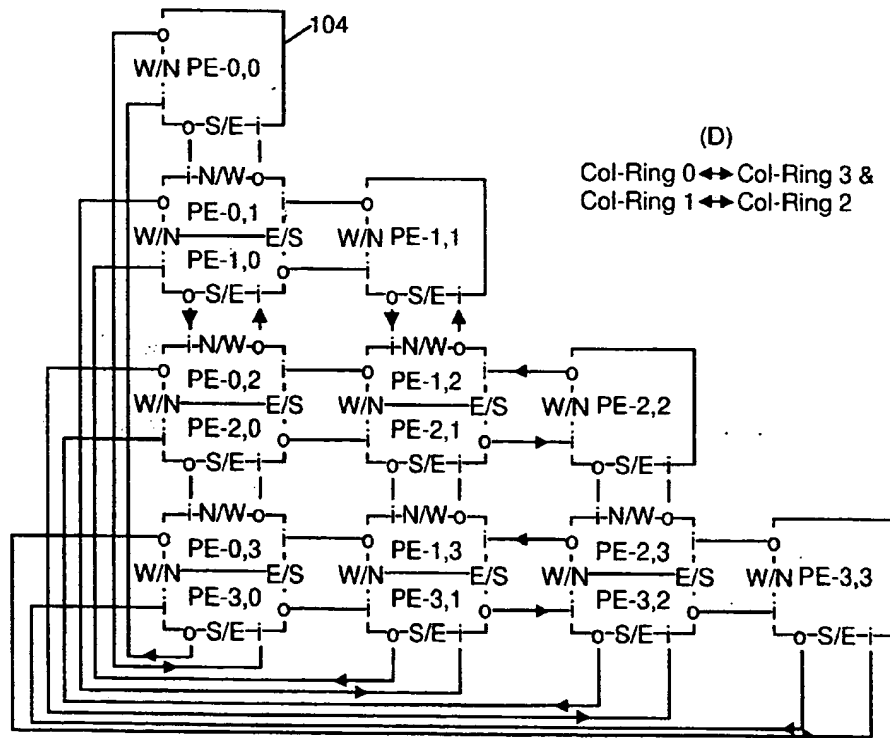 104
o
W/N PE-0,0
i
o S/E i
(D)
Col-Ring 0 ↔ Col-Ring 3 &
Col-Ring 1 ↔ Col-Ring 2
i N/W o
o PE-0,1 i o
W/N E/S W/N PE-1,1
i PE-1,0 o i
o S/E i o S/E i
i N/W o i N/W o
o PE-0,2 i o PE-1,2 i o
W/N E/S W/N E/S W/N PE-2,2
i PE-2,0 o i PE-2,1 o i
o S/E i o S/E i o S/E i
i N/W o i N/W o i N/W o
o PE-0,3 i o PE-1,3 i o PE-2,3 i o
W/N E/S W/N E/S W/N E/S W/N PE-3,3
i PE-3,0 o i PE-3,1 o i PE-3,2 o i
o S/E i o S/E i o S/E i o S/E i